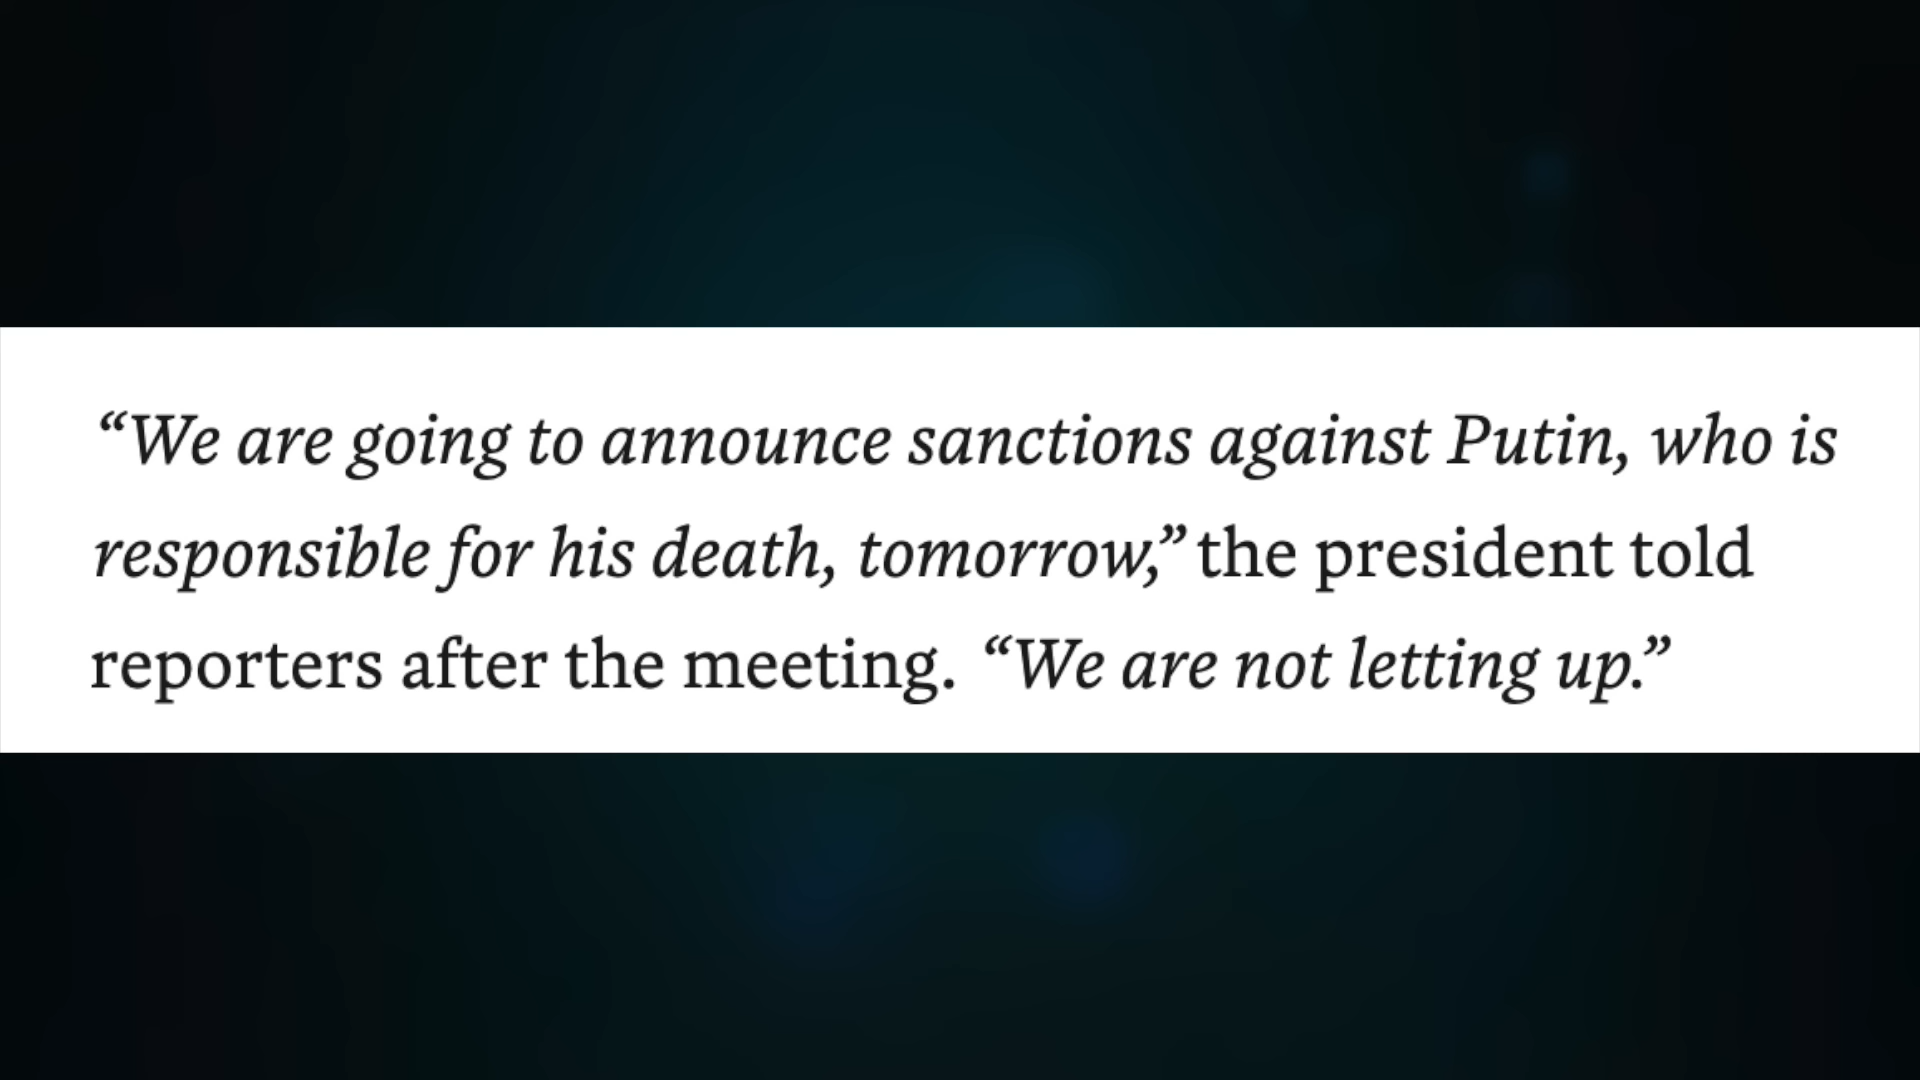 “We are going to announce sanctions against Putin, who is
responsible for his death, tomorrow,” the president told
reporters after the meeting. “We are not letting up.”